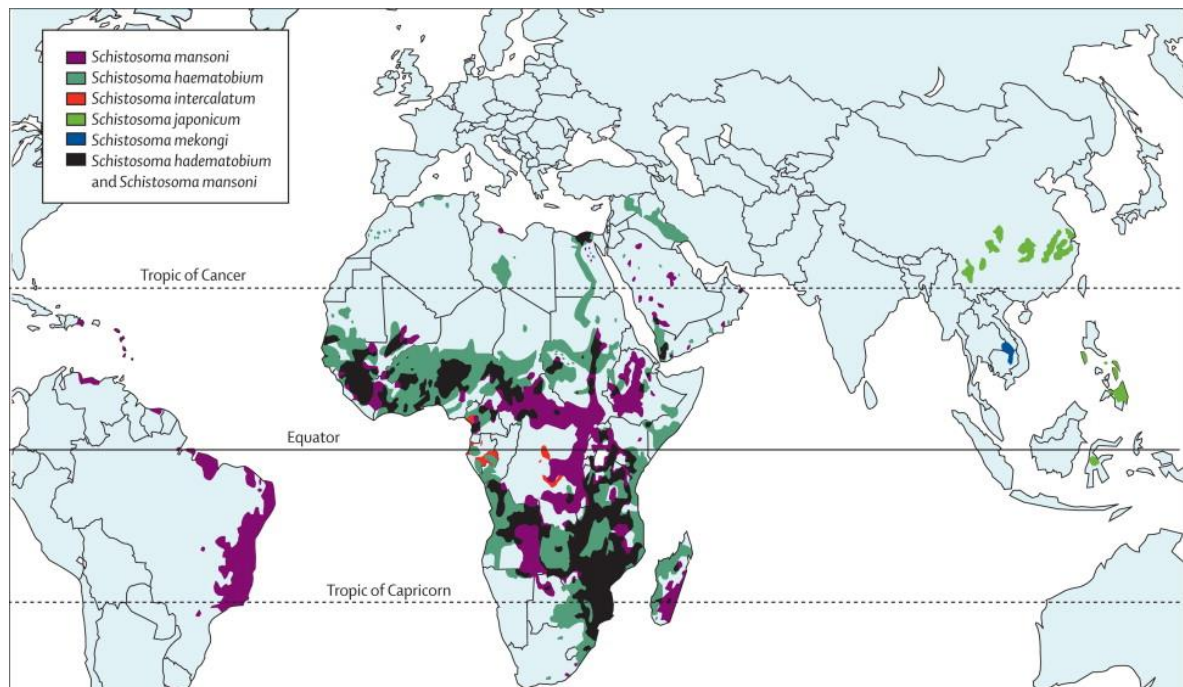 Schistosoma mansoni
Schistosoma haematobium
Schistosoma intercalatum
Schistosoma japonicum
Schistosoma mekongi
Schistosoma hadematobium
and Schistosoma mansoni
Tropic of Cancer
Equator
Tropic of Capricorn